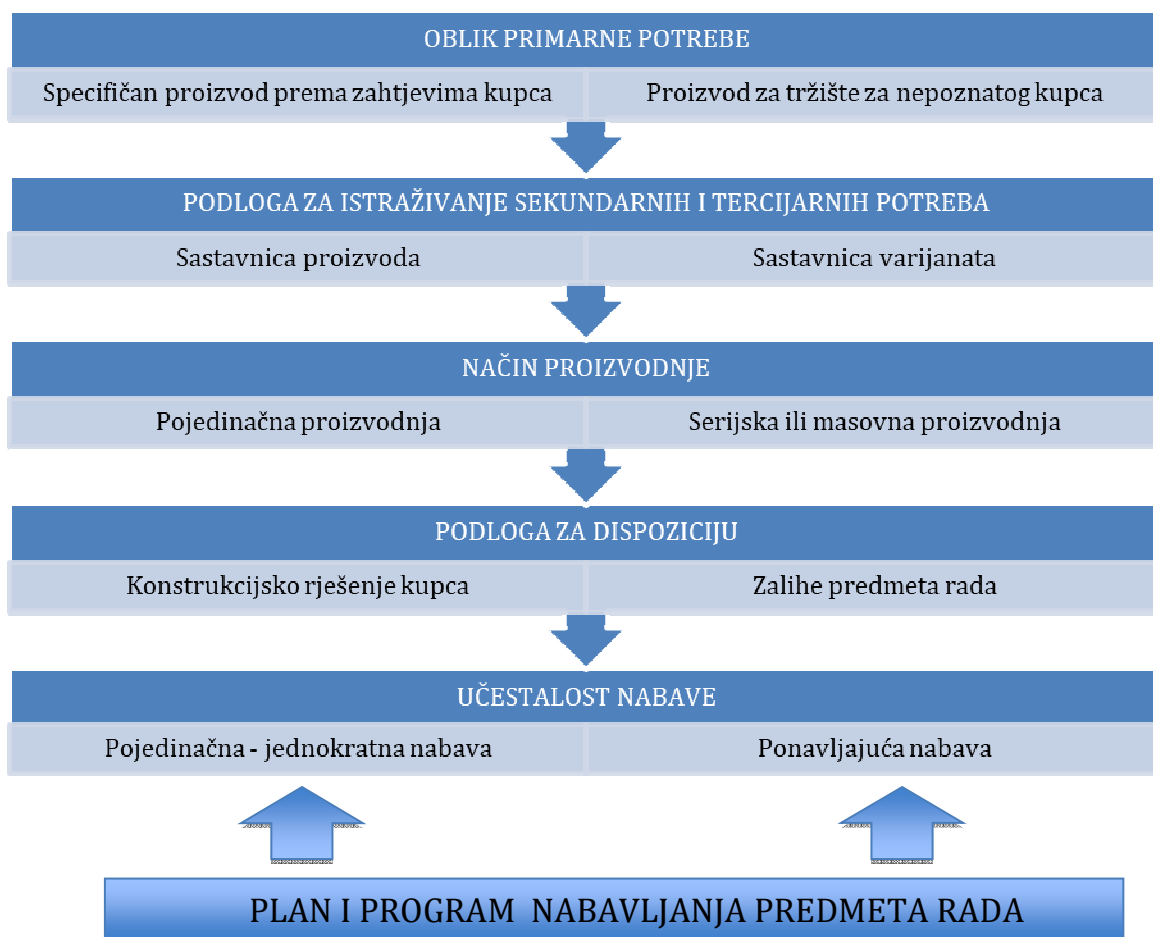 OBLIK PRIMARNE POTREBE
Specifičan proizvod prema zahtjevima kupca
Proizvod za tržište za nepoznatog kupca
PODLOGA ZA ISTRAŽIVANJE SEKUNDARNIH I TERCIJARNIH POTREBA
Sastavnica proizvoda
Sastavnica varijanata
NAČIN PROIZVODNJE
Pojedinačna proizvodnja
Serijska ili masovna proizvodnja
PODLOGA ZA DISPOZICIJU
Konstrukcijsko rješenje kupca
Zalihe predmeta rada
UČESTALOST NABAVE
Pojedinačna - jednokratna nabava
Ponavljajuća nabava
PLAN I PROGRAM NABAVLJANJA PREDMETA RADA